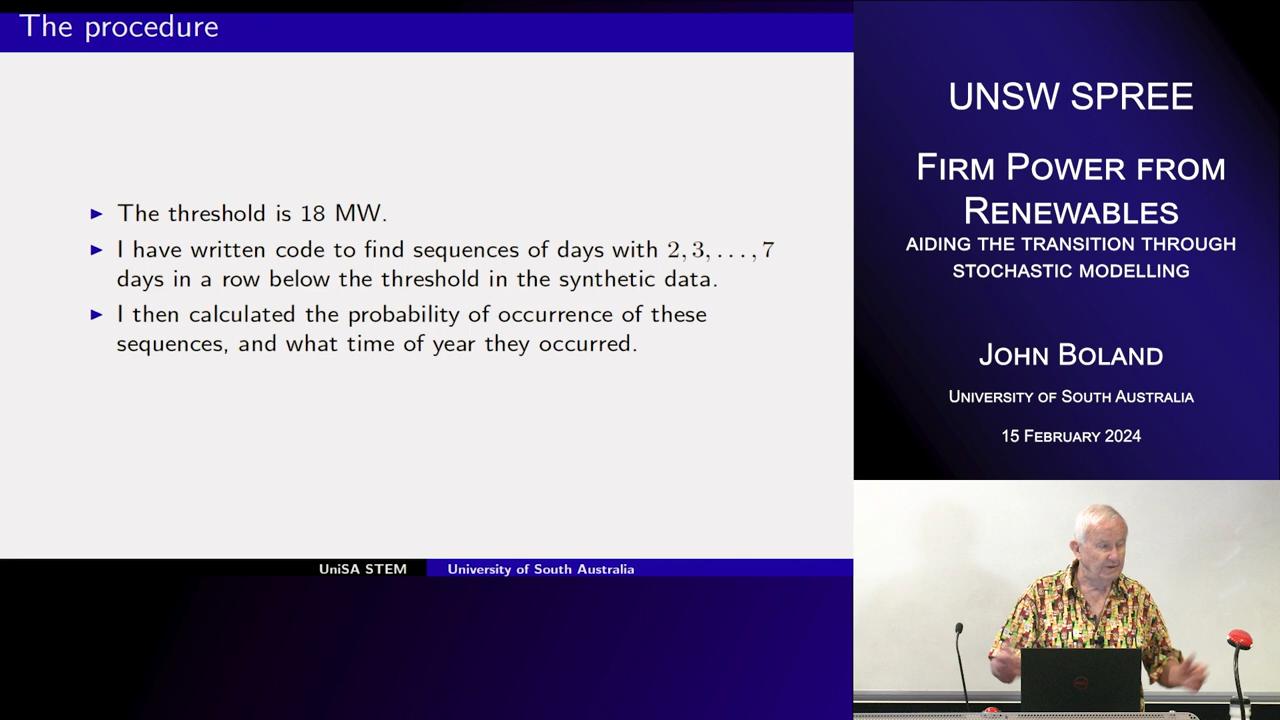 The procedure
▶ The threshold is 18 MW.
▶ I have written code to find sequences of days with 2, 3, . . . , 7
days in a row below the threshold in the synthetic data.
▶ I then calculated the probability of occurrence of these
sequences, and what time of year they occurred.
UniSA STEM
University of South Australia
UNSW SPREE
FIRM POWER FROM
RENEWABLES
AIDING THE TRANSITION THROUGH
STOCHASTIC MODELLING
JOHN BOLAND
UNIVERSITY OF SOUTH AUSTRALIA
15 FEBRUARY 2024
DELL